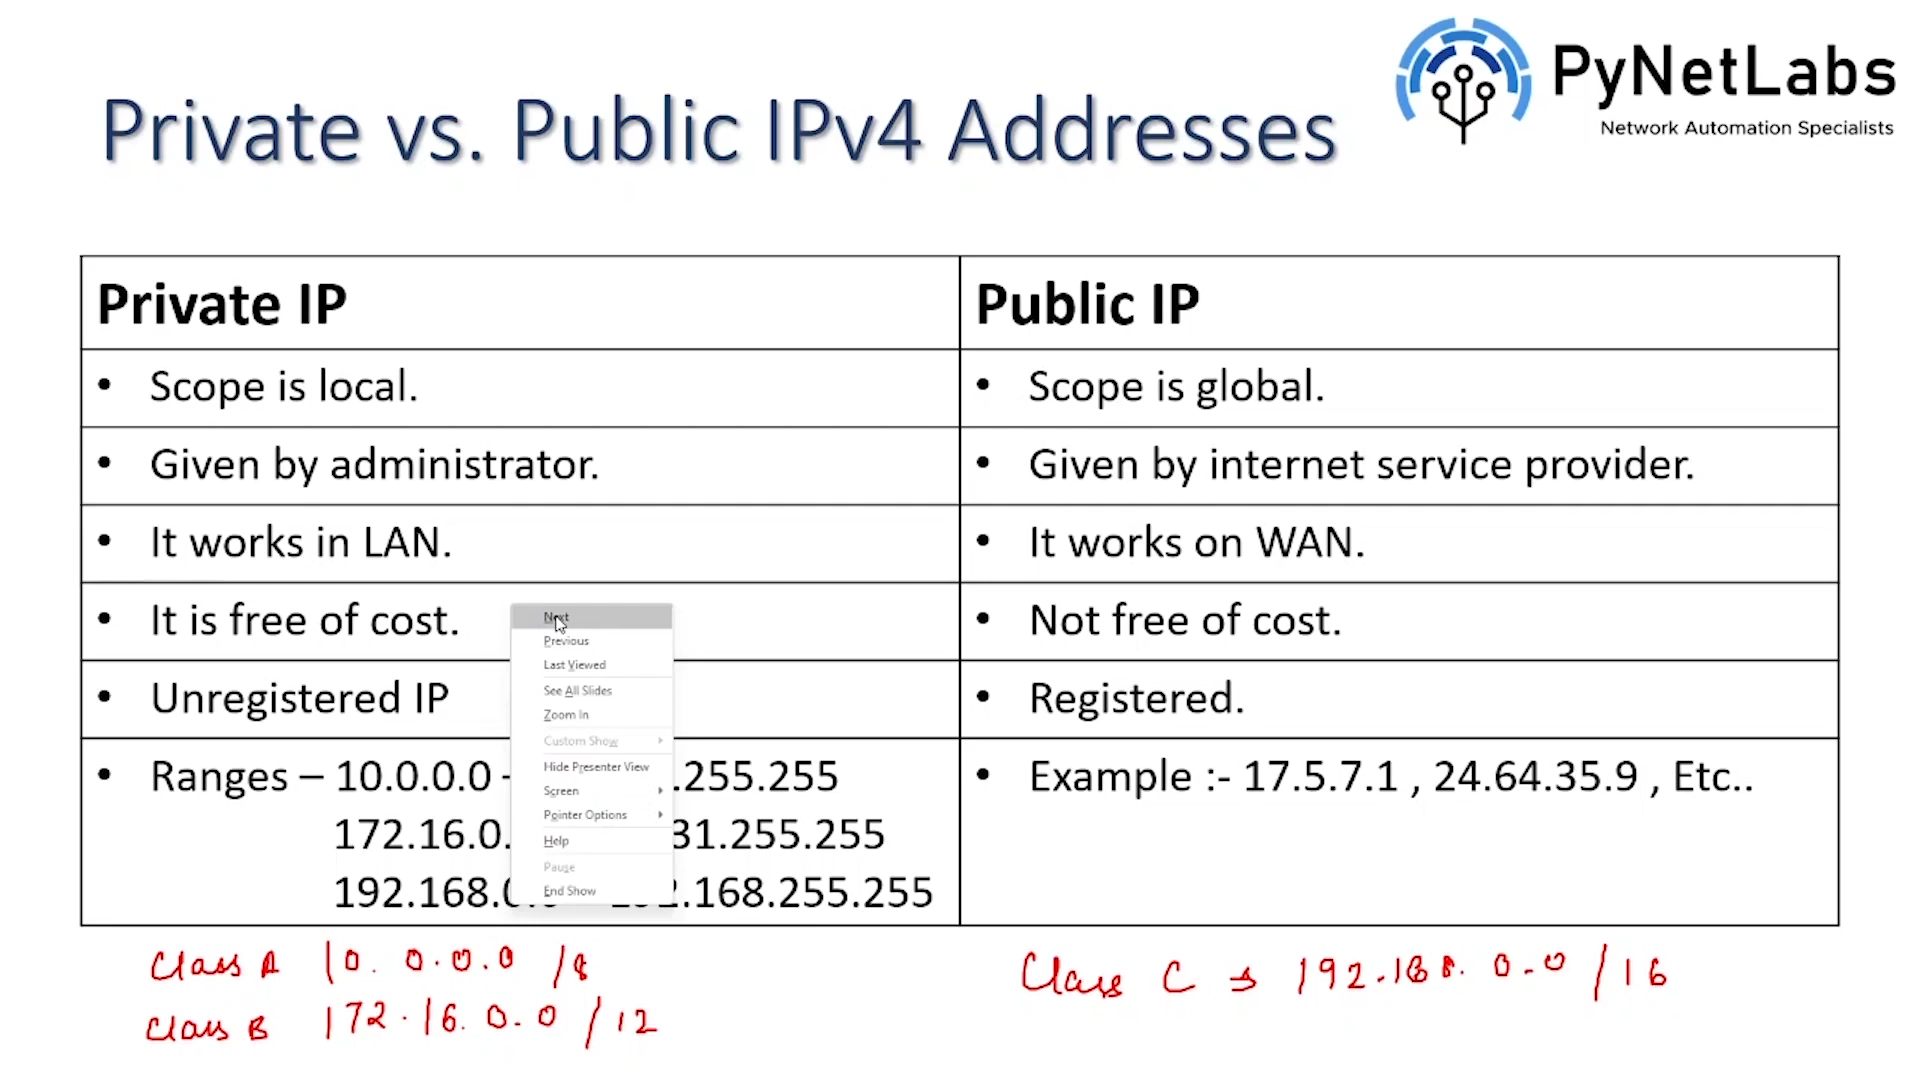 PyNetLabs
Network Automation Specialists
Private vs. Public IPv4 Addresses
Private IP
Public IP
• Scope is local.
• Scope is global.
• Given by administrator.
• Given by internet service provider.
• It works in LAN.
• It works on WAN.
• It is free of cost.
• Not free of cost.
• Unregistered IP
• Registered.
• Ranges – 10.0.0.0 - .255.255
172.16.0. 31.255.255
192.168. .168.255.255
• Example :- 17.5.7.1 , 24.64.35.9 , Etc..
Next
Previous
Last Viewed
See All Slides
Zoom In
Custom Show
Hide Presenter View
Screen
Pointer Options
Help
Pause
End Show
Class A 10. 0.0.0 /8
Class B 172.16.0.0 /12
Class C 192.168. 0.0 /16